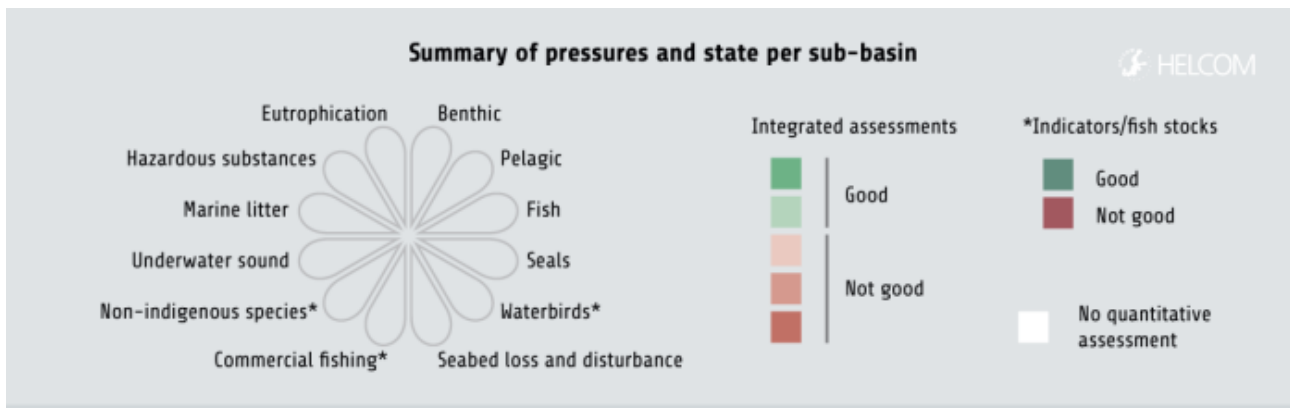 Summary of pressures and state per sub-basin
HELCOM
Eutrophication
Benthic
Hazardous substances
Pelagic
Marine litter
Fish
Underwater sound
Seals
Non-indigenous species*
Waterbirds*
Commercial fishing*
Seabed loss and disturbance
Integrated assessments
Good
Not good
*Indicators/fish stocks
Good
Not good
No quantitative
assessment